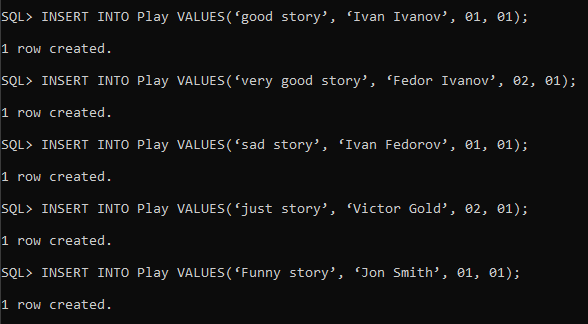 SQL> INSERT INTO Play VALUES(‘good story’, ‘Ivan Ivanov’, 01, 01);
1 row created.
SQL> INSERT INTO Play VALUES(‘very good story’, ‘Fedor Ivanov’, 02, 01);
1 row created.
SQL> INSERT INTO Play VALUES(‘sad story’, ‘Ivan Fedorov’, 01, 01);
1 row created.
SQL> INSERT INTO Play VALUES(‘just story’, ‘Victor Gold’, 02, 01);
1 row created.
SQL> INSERT INTO Play VALUES(‘Funny story’, ‘Jon Smith’, 01, 01);
1 row created.